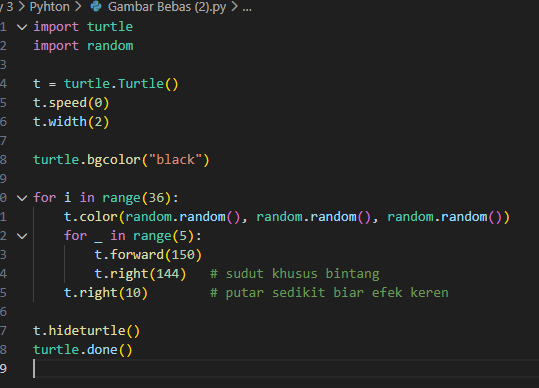 y 3 > Pyhton > Gambar Bebas (2).py > ...
1 import turtle
2 import random
3
4 t = turtle.Turtle()
5 t.speed(0)
6 t.width(2)
7
8 turtle.bgcolor("black")
9
0 for i in range(36):
1     t.color(random.random(), random.random(), random.random())
2     for _ in range(5):
3         t.forward(150)
4         t.right(144)   # sudut khusus bintang
5     t.right(10)        # putar sedikit biar efek keren
6
7 t.hideturtle()
8 turtle.done()
9